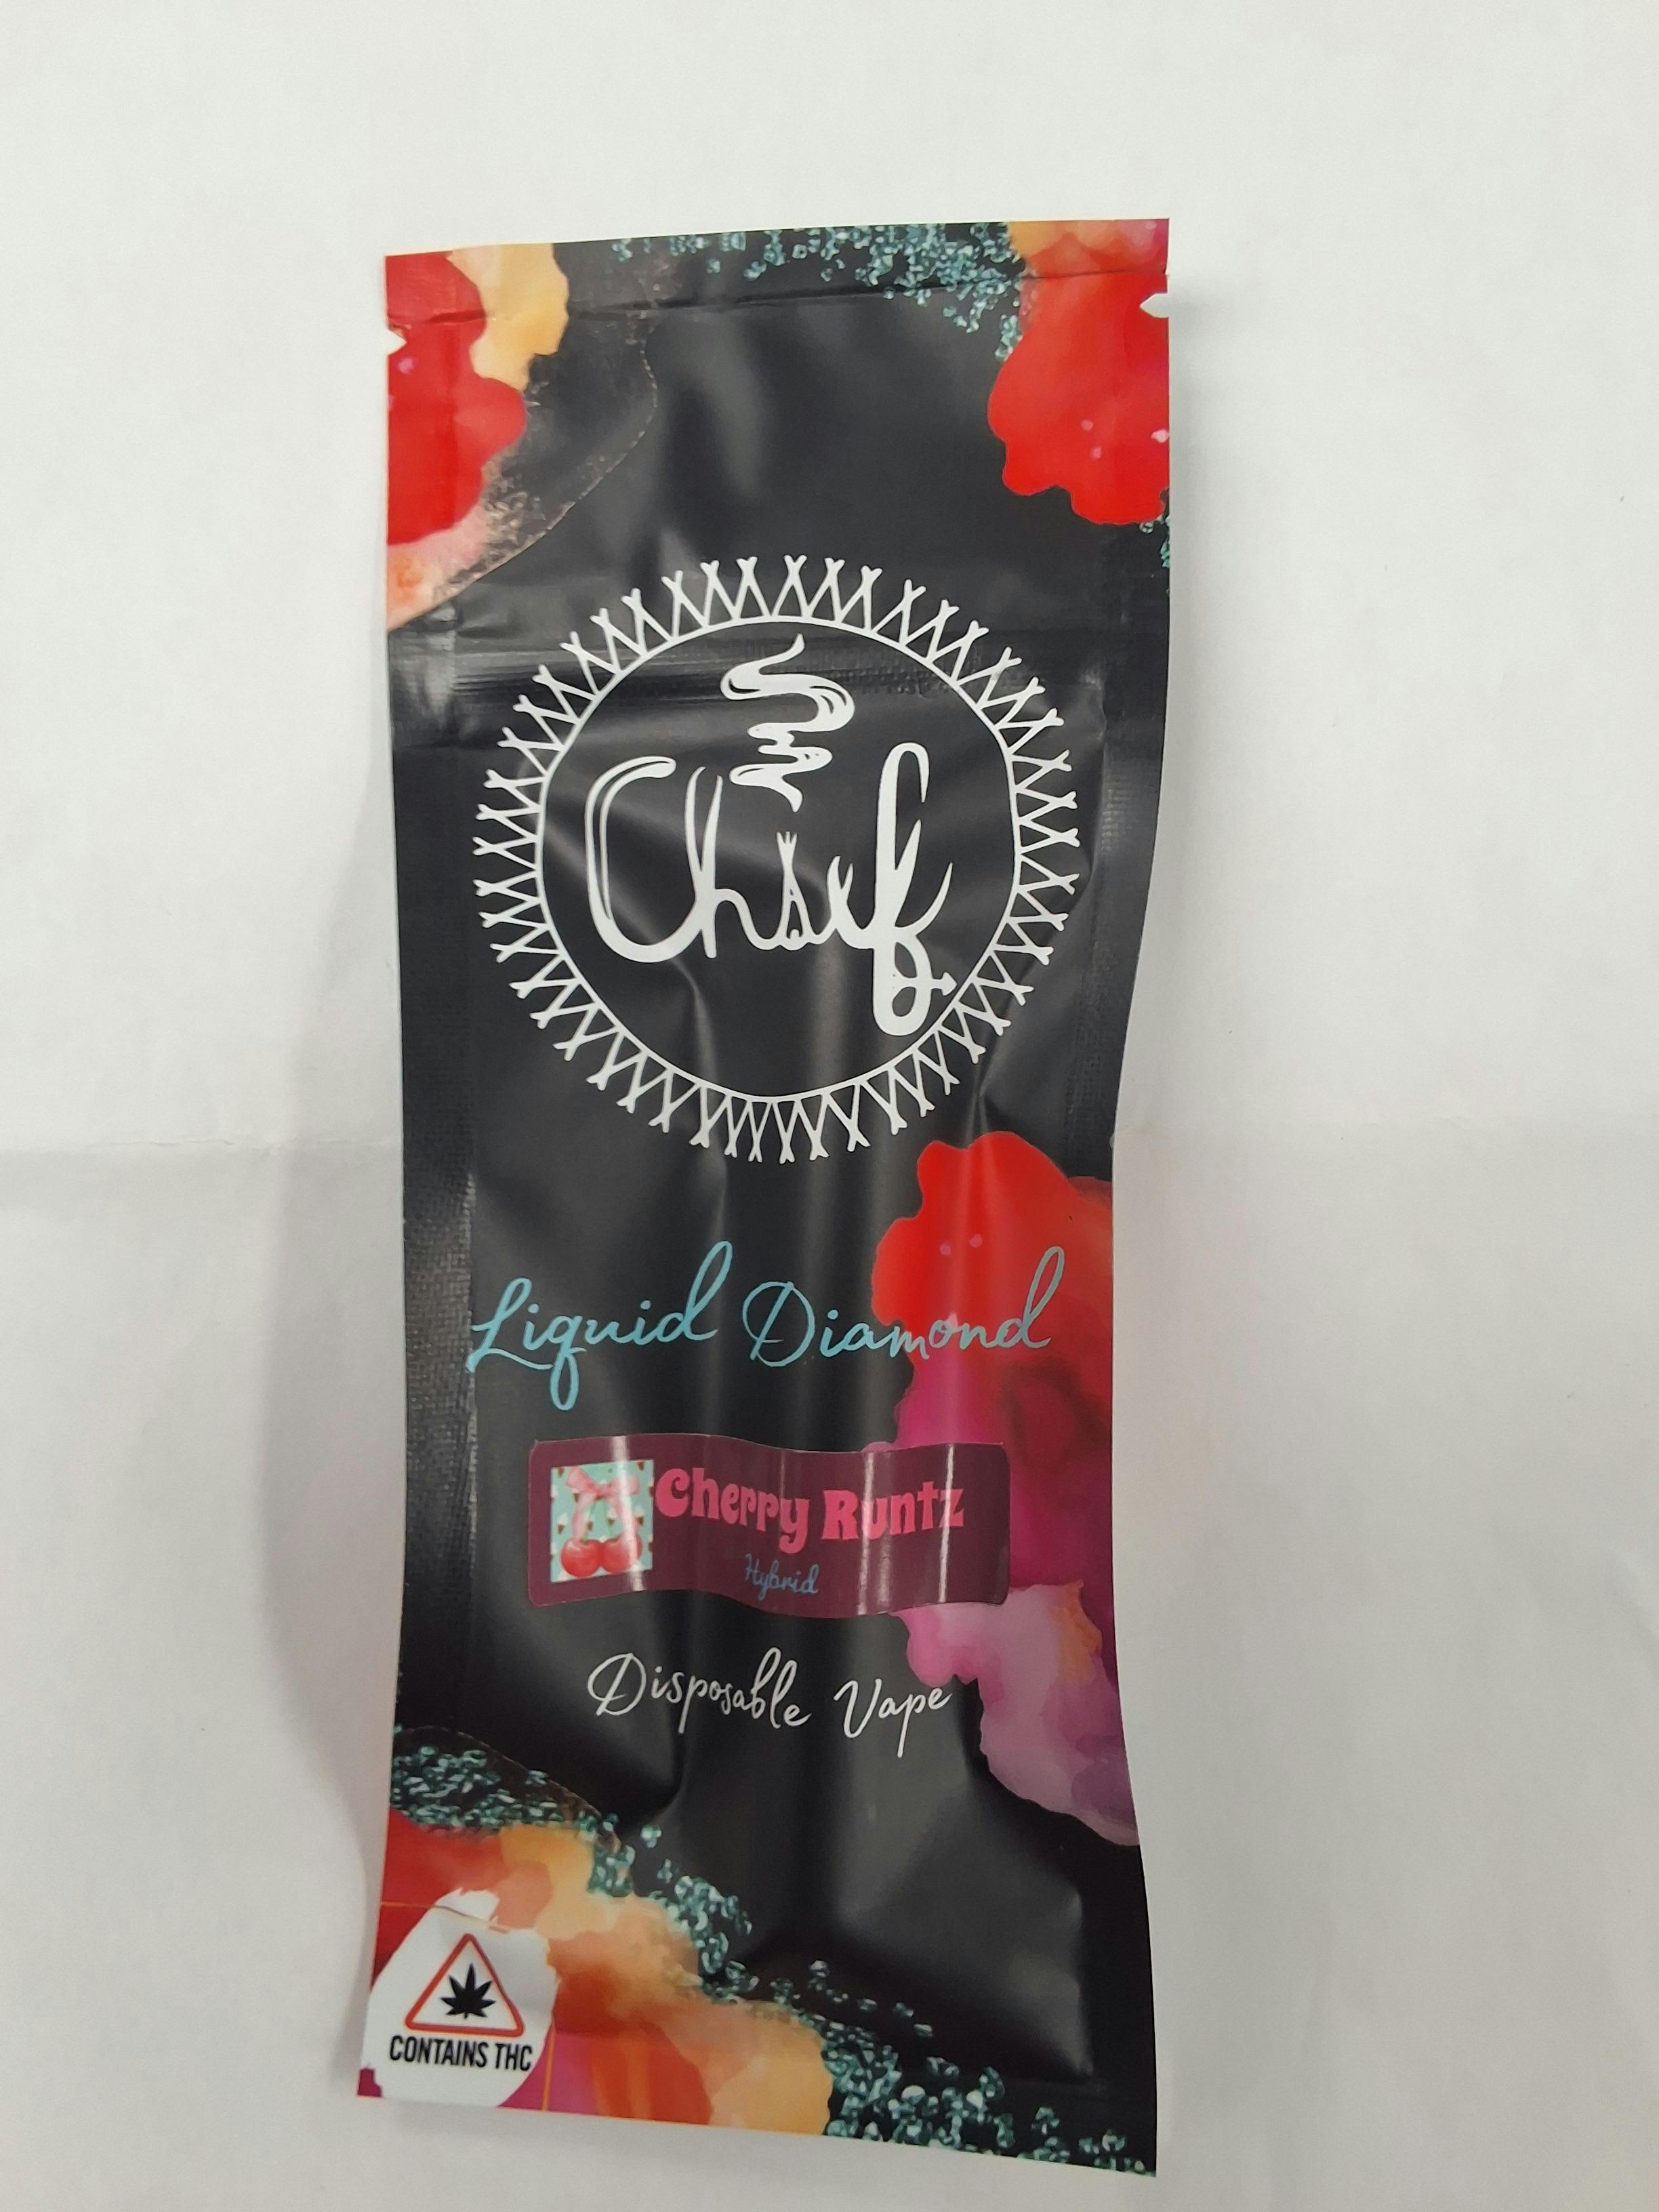 Chief
Liquid Diamond
Cherry Runtz
Hybrid
Disposable Vape
CONTAINS THC